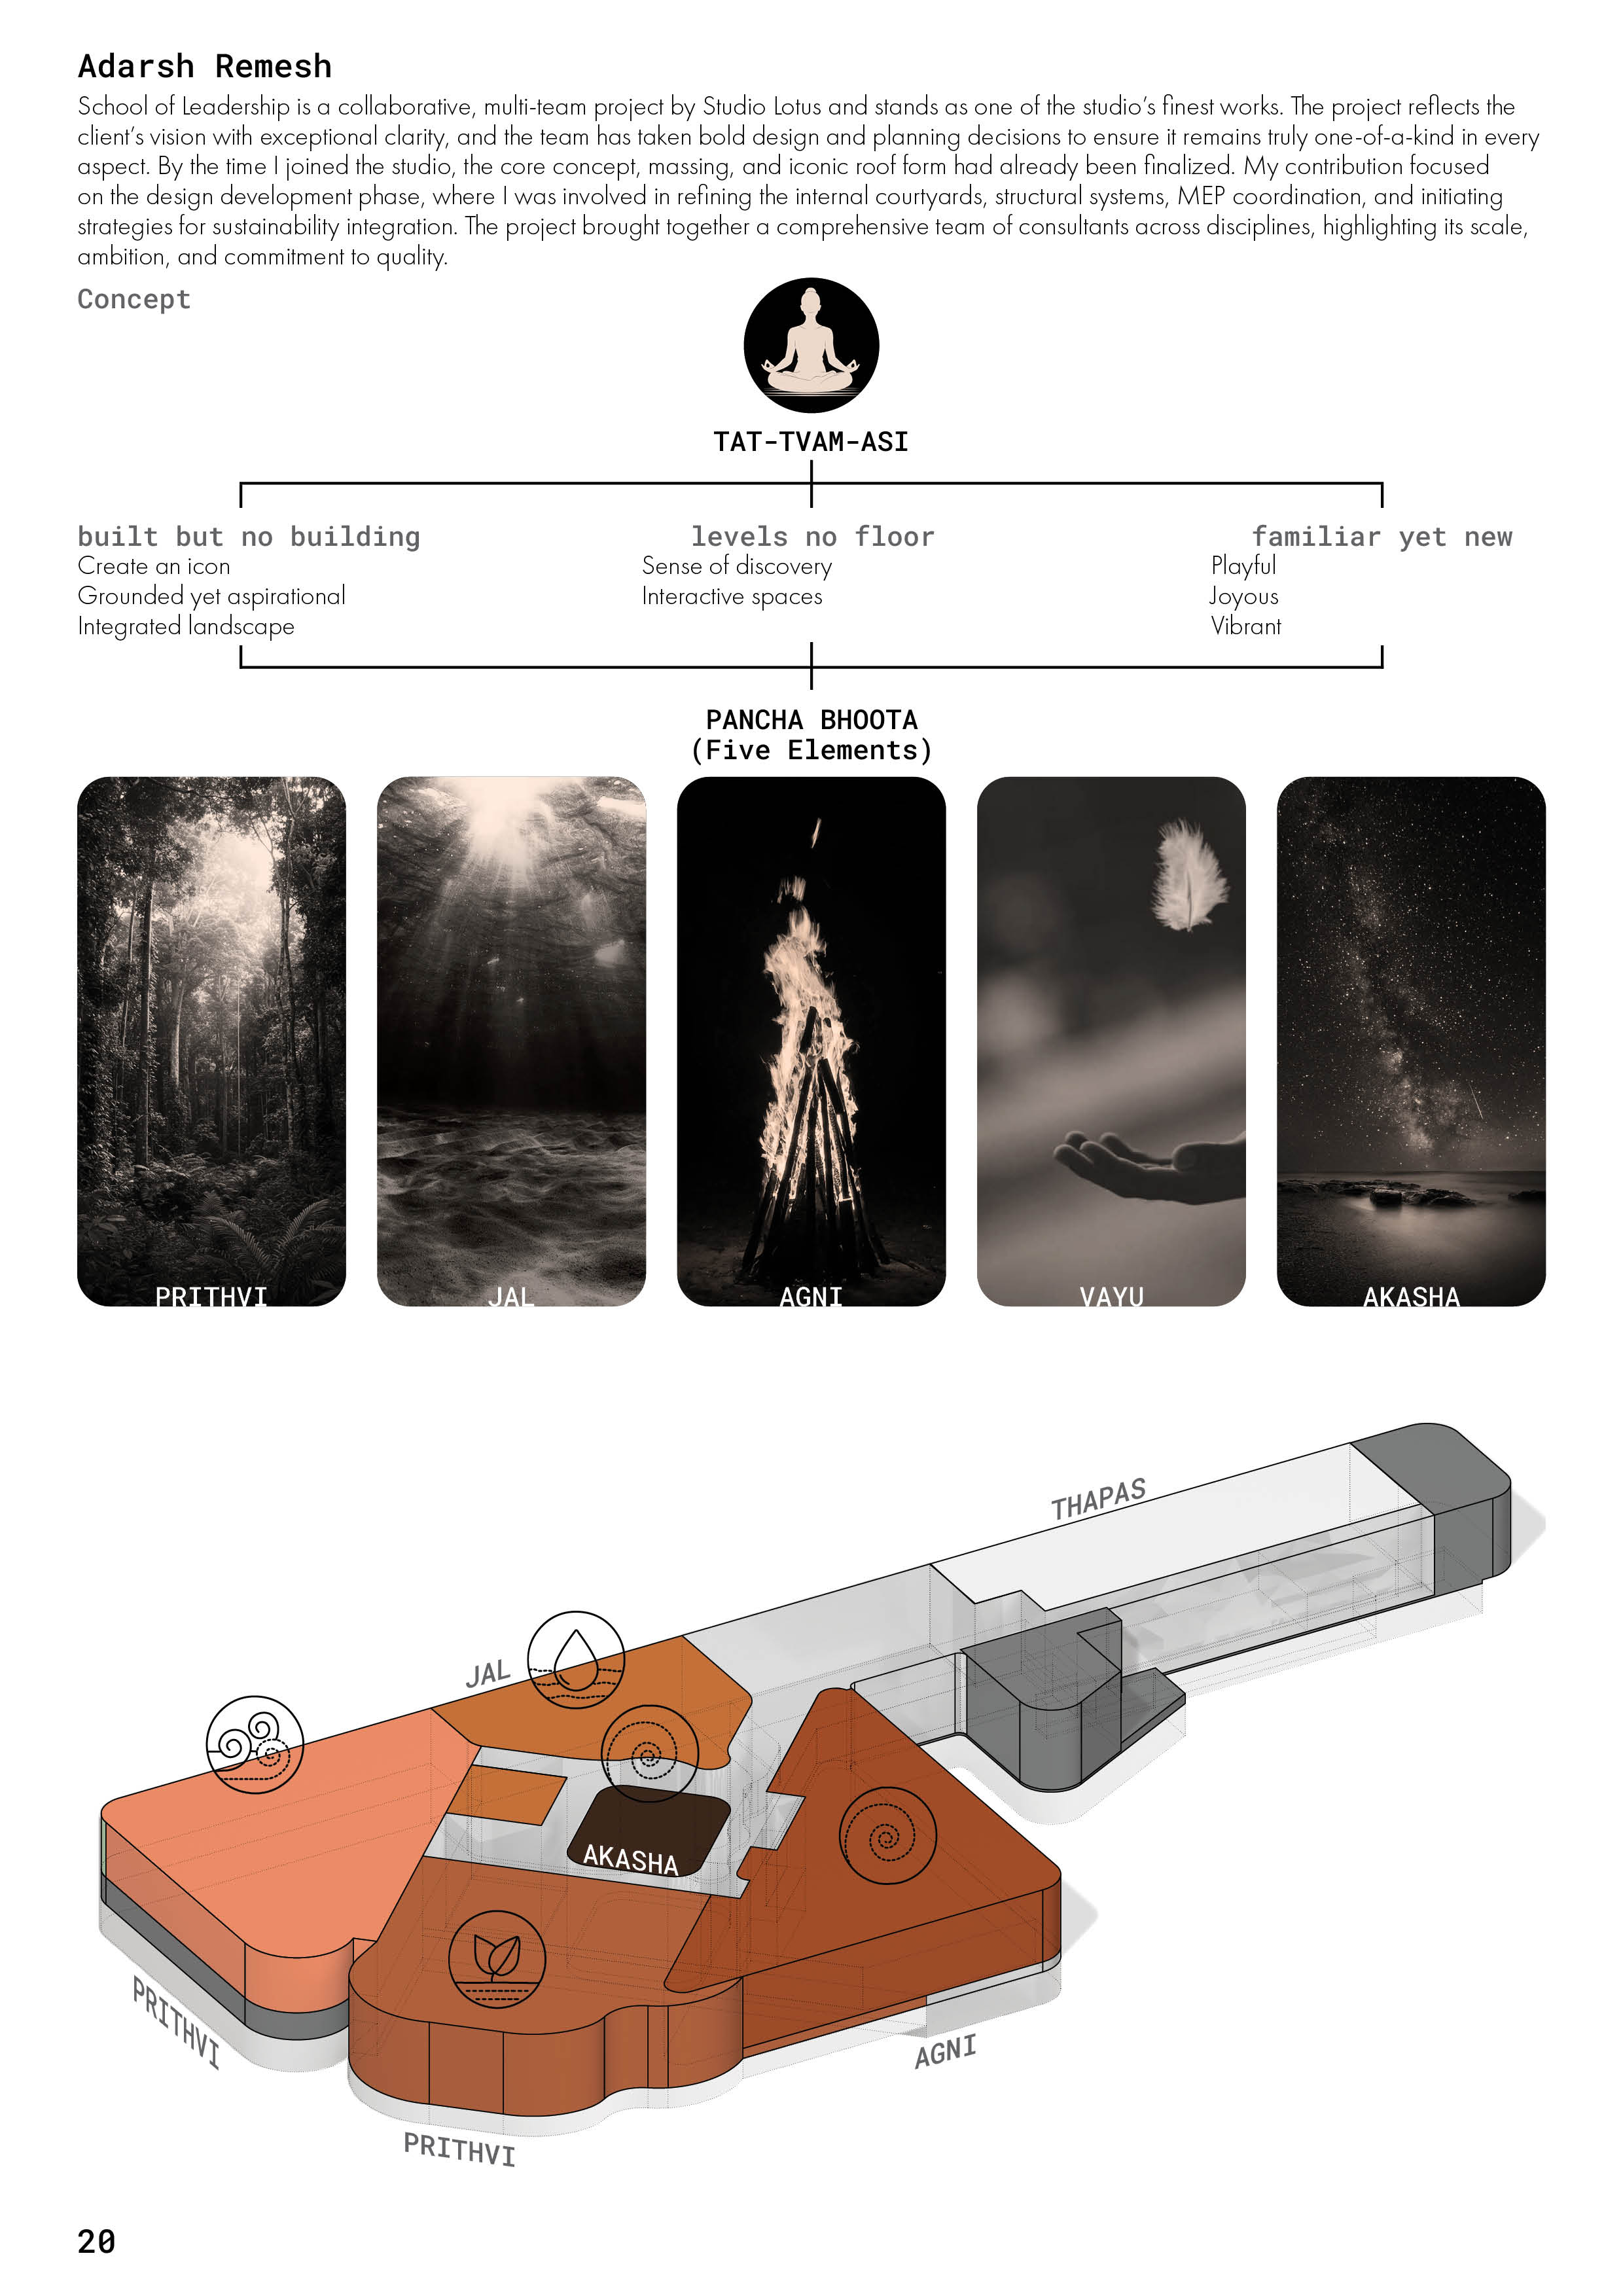 Adarsh Remesh
School of Leadership is a collaborative, multi-team project by Studio Lotus and stands as one of the studio's finest works. The project reflects the
client's vision with exceptional clarity, and the team has taken bold design and planning decisions to ensure it remains truly one-of-a-kind in every
aspect. By the time I joined the studio, the core concept, massing, and iconic roof form had already been finalized. My contribution focused
on the design development phase, where I was involved in refining the internal courtyards, structural systems, MEP coordination, and initiating
strategies for sustainability integration. The project brought together a comprehensive team of consultants across disciplines, highlighting its scale,
ambition, and commitment to quality.
Concept
TAT-TVAM-ASI
built but no building
Create an icon
Grounded yet aspirational
Integrated landscape
levels no floor
Sense of discovery
Interactive spaces
familiar yet new
Playful
Joyous
Vibrant
PANCHA BHOOTA
(Five Elements)
PRITHVI
JAL
AGNI
VAYU
AKASHA
THAPAS
JAL
AKASHA
PRITHVI
AGNI
PRITHVI
20